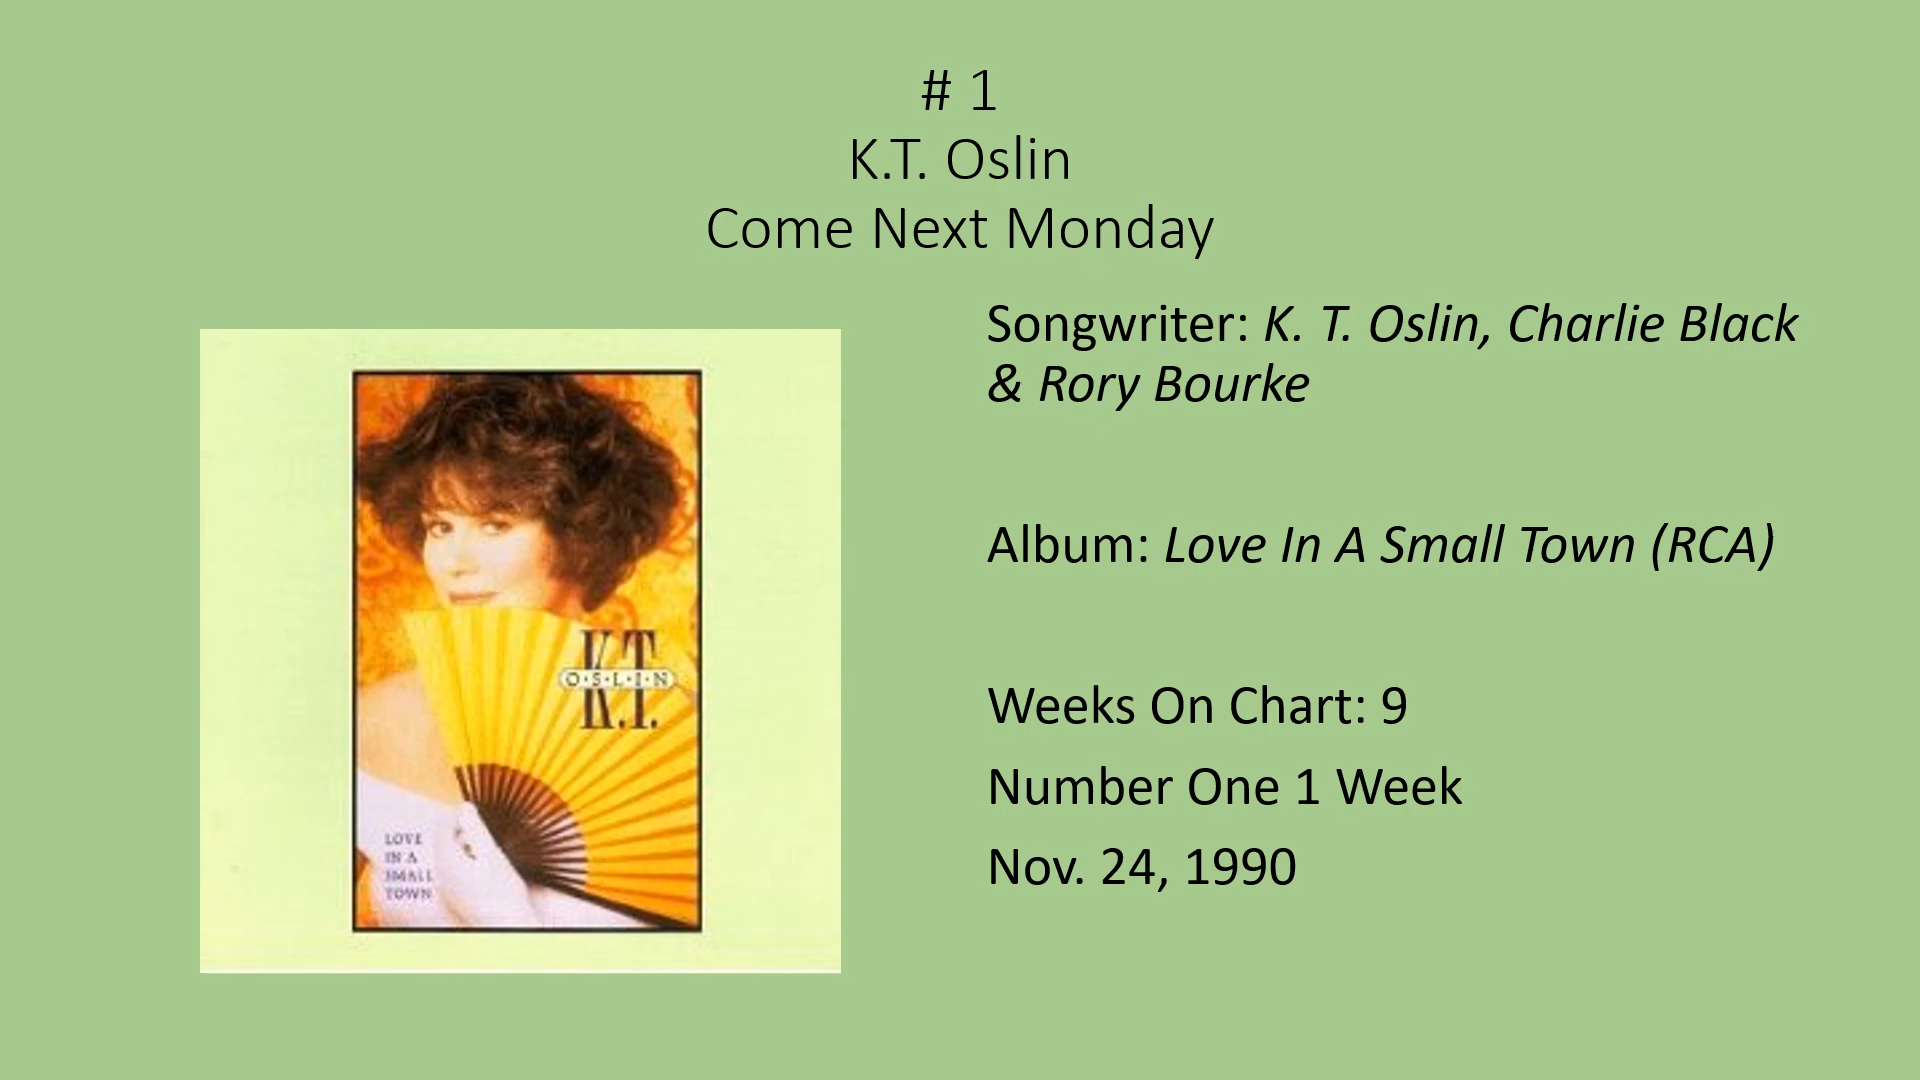 # 1
K.T. Oslin
Come Next Monday
Songwriter: K. T. Oslin, Charlie Black
& Rory Bourke
Album: Love In A Small Town (RCA)
Weeks On Chart: 9
Number One 1 Week
Nov. 24, 1990
K.T.
O·S·L·I·N
LOVE
IN A
SMALL
TOWN